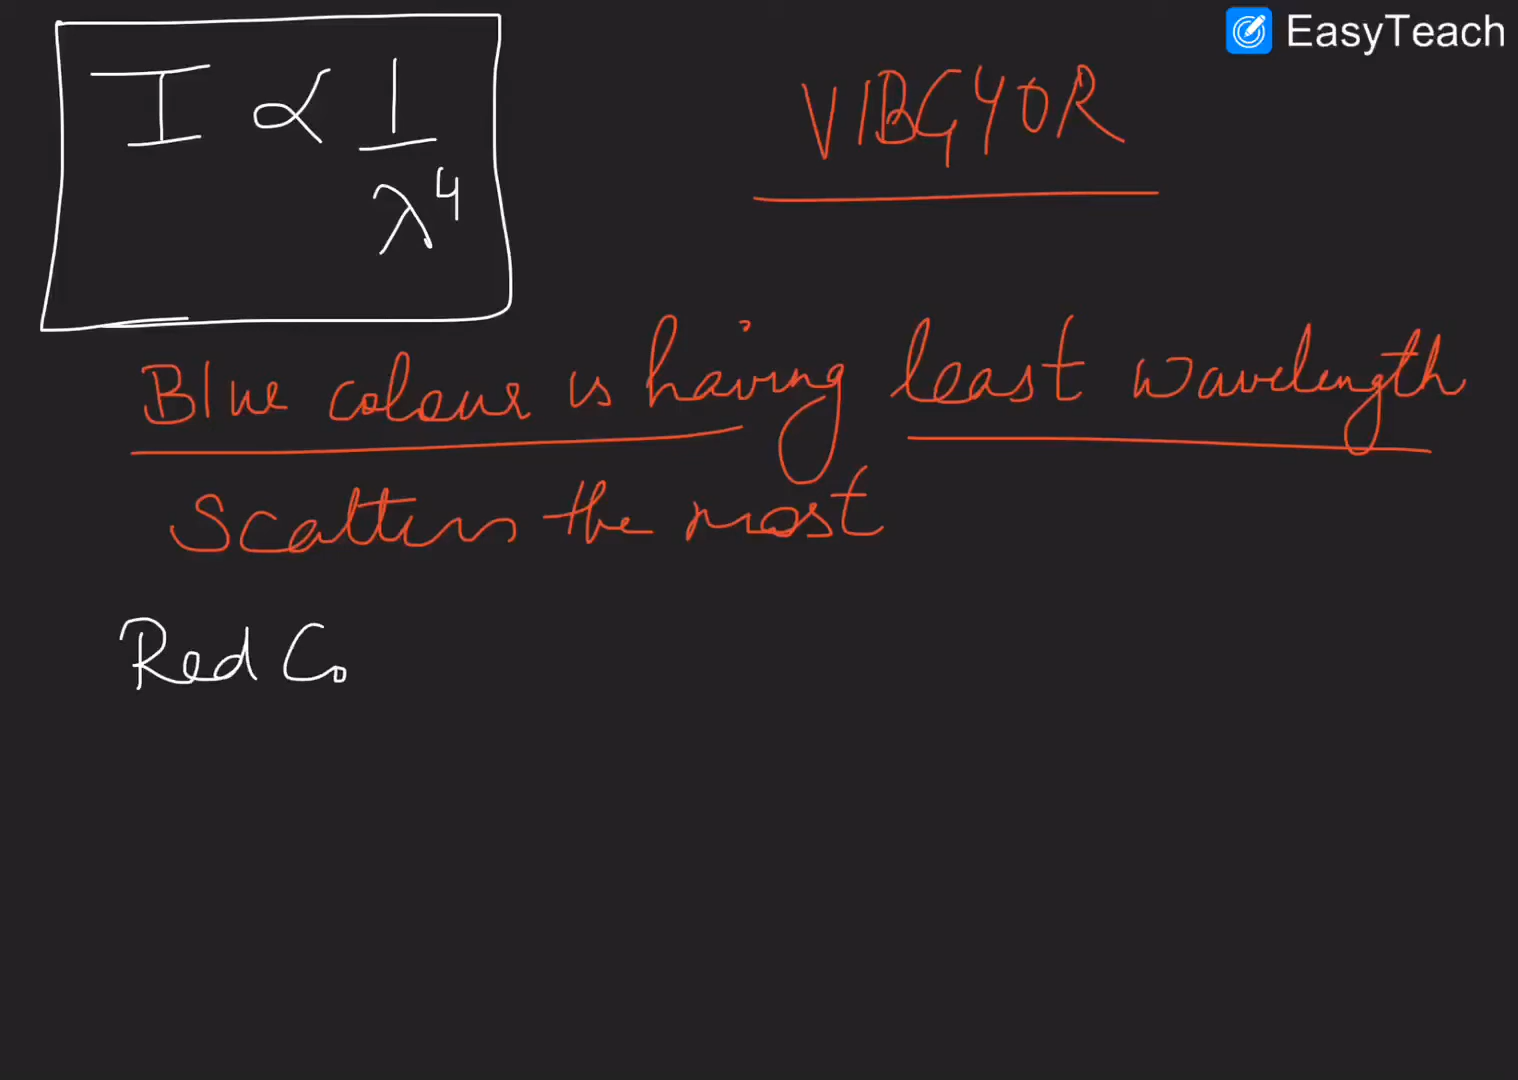 EasyTeach
I ∝ 1/λ⁴
VIBGYOR
Blue colour is having least wavelength
Scatters the most
Red Co